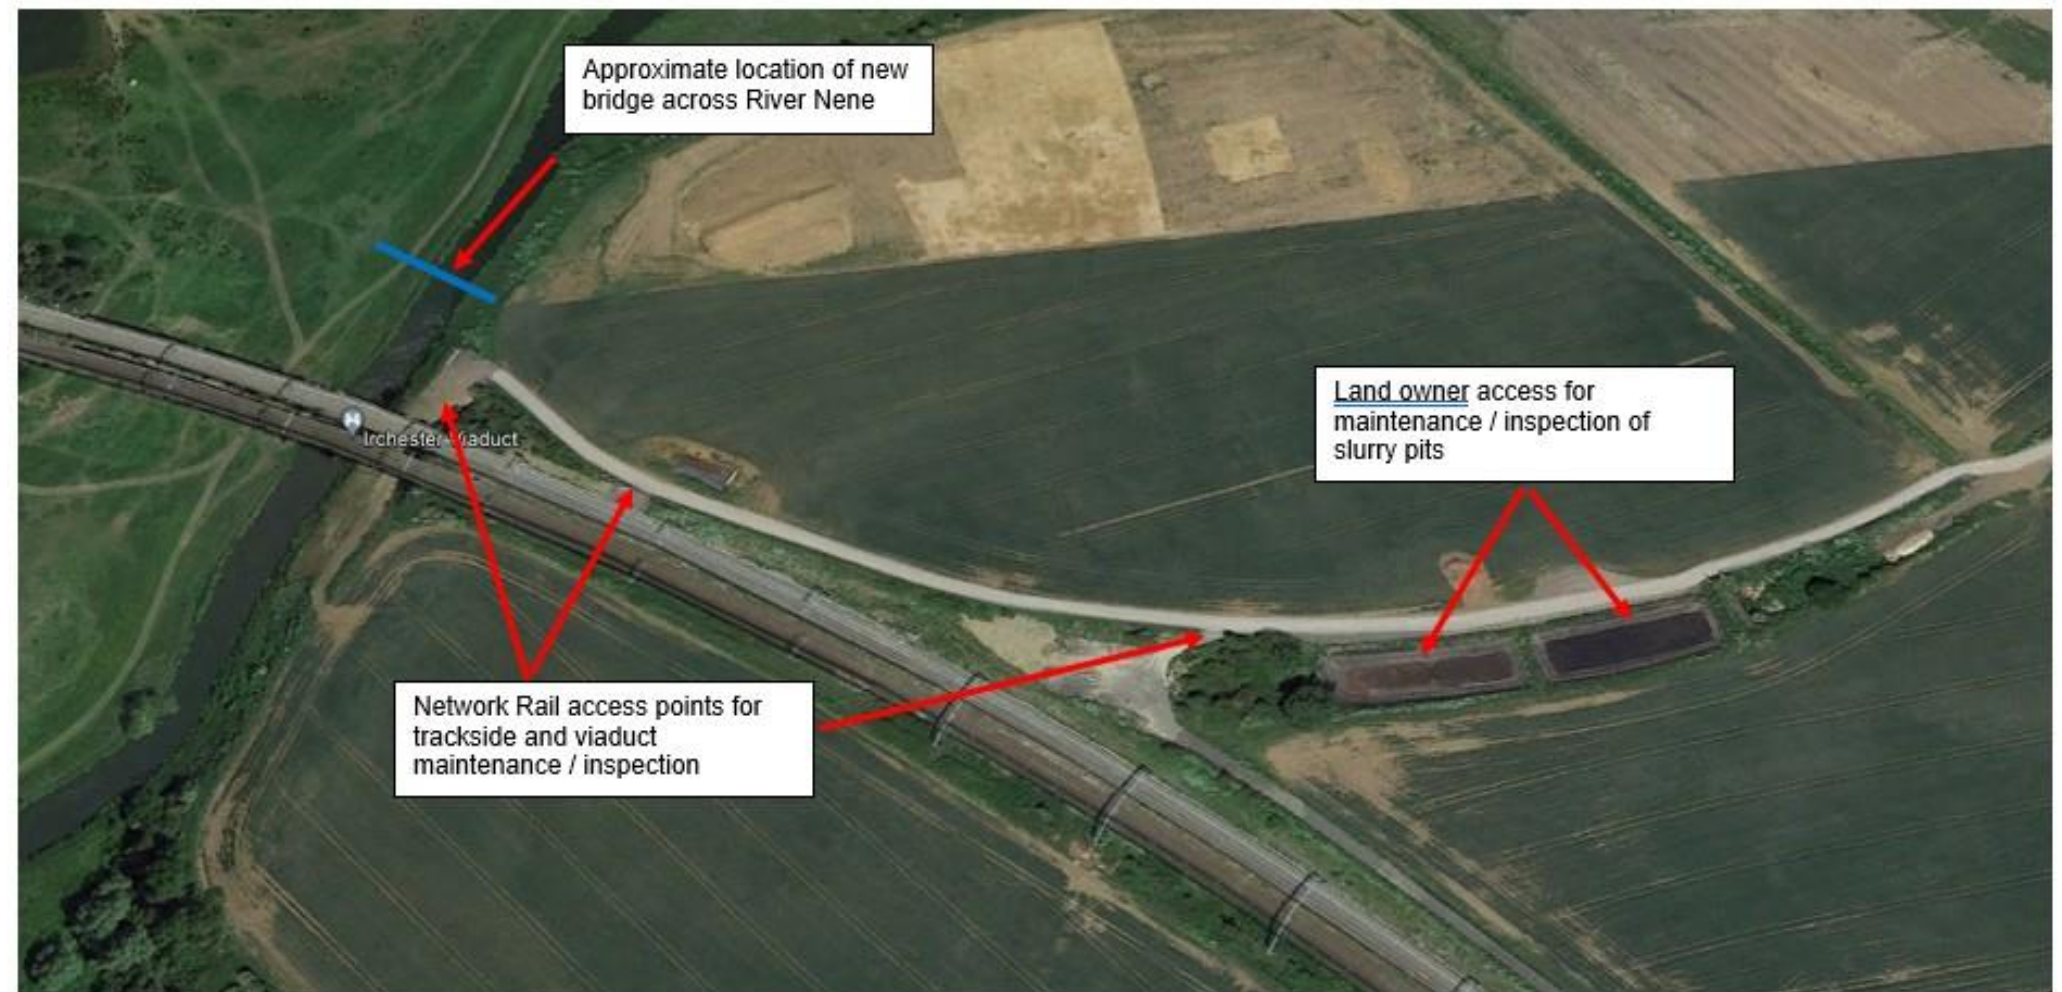 Approximate location of new
bridge across River Nene
Irchester Viaduct
Land owner access for
maintenance / inspection of
slurry pits
Network Rail access points for
trackside and viaduct
maintenance / inspection